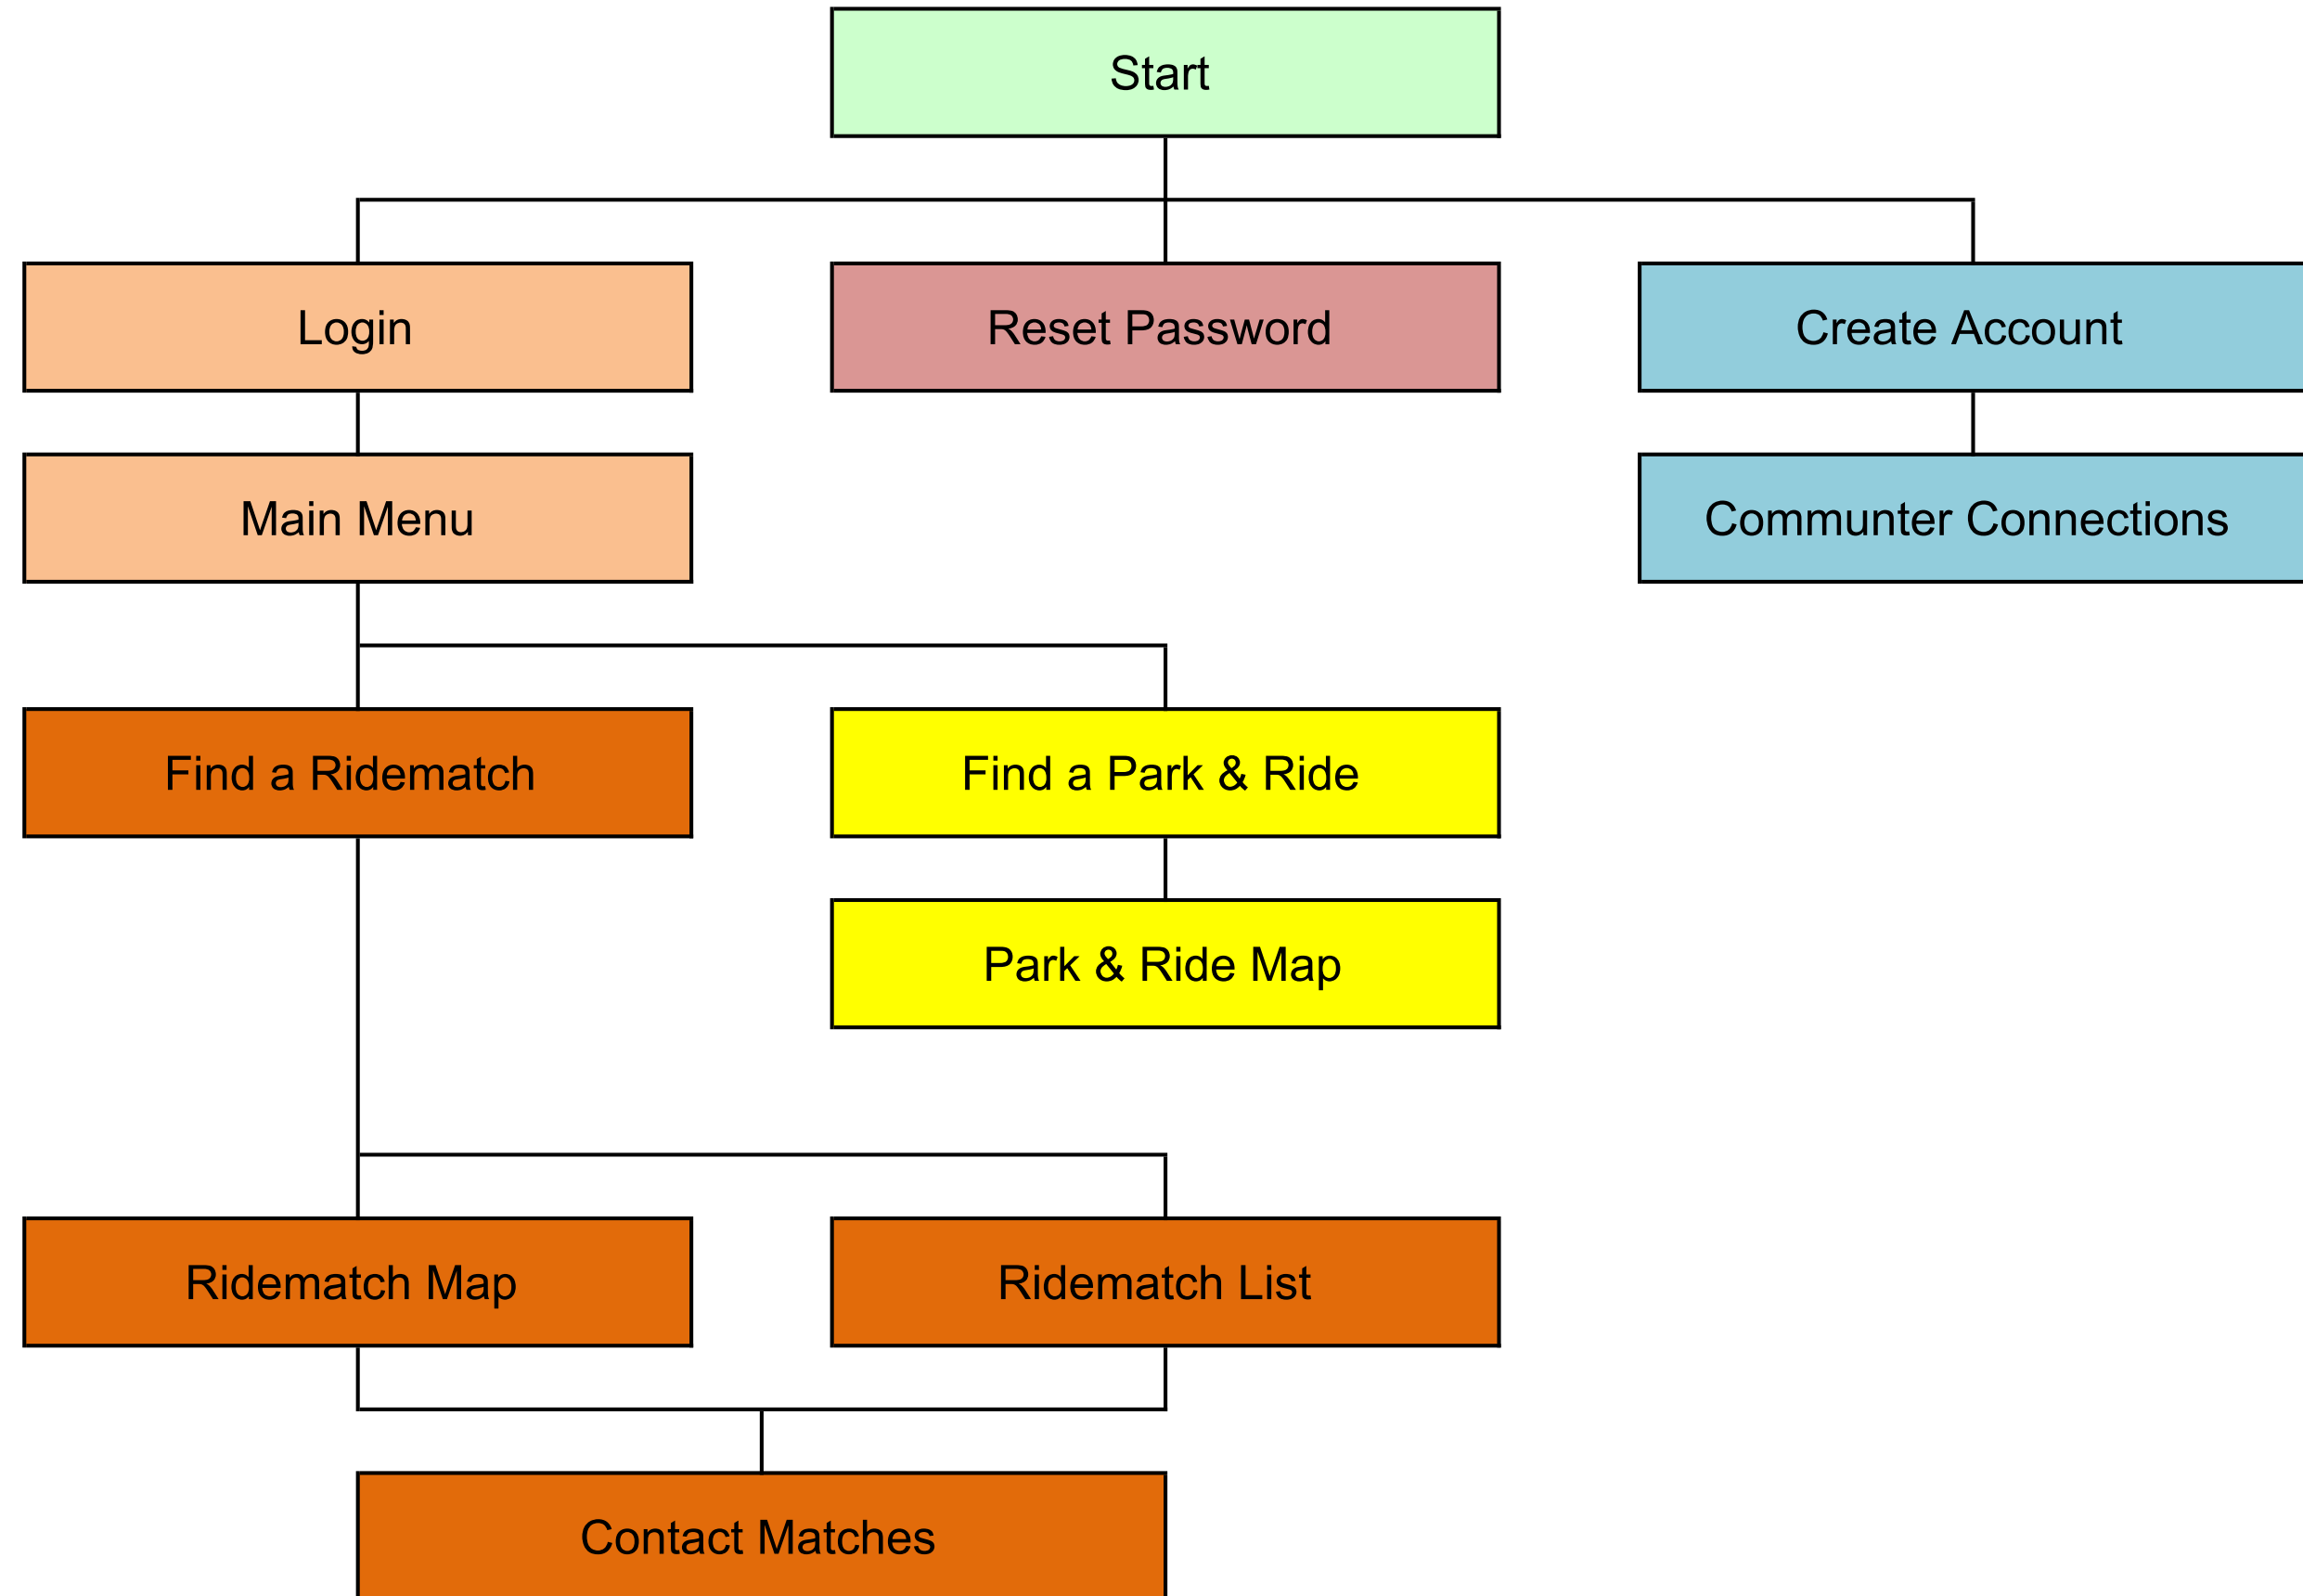 Start
Login
Reset Password
Create Account
Main Menu
Commuter Connections
Find a Ridematch
Find a Park & Ride
Park & Ride Map
Ridematch Map
Ridematch List
Contact Matches